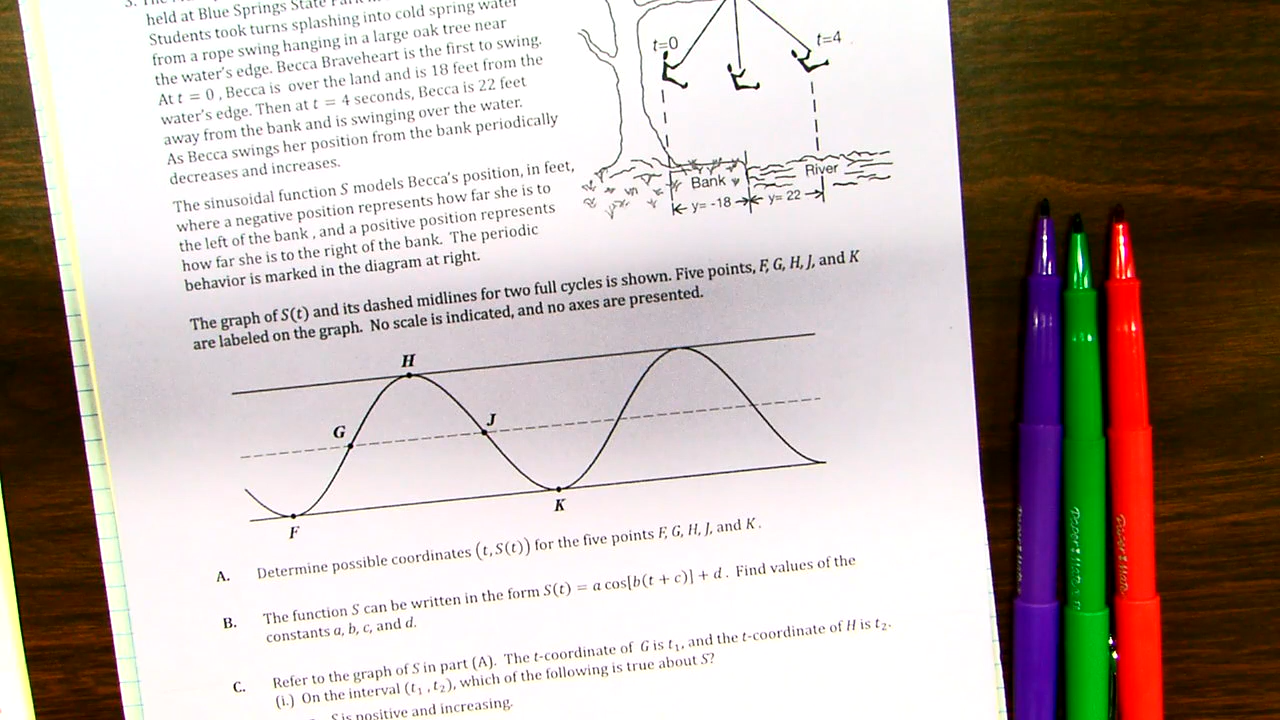 held at Blue Springs State Park
Students took turns splashing into cold spring water
from a rope swing hanging in a large oak tree near
the water's edge. Becca Braveheart is the first to swing.
At t = 0 , Becca is over the land and is 18 feet from the
water's edge. Then at t = 4 seconds, Becca is 22 feet
away from the bank and is swinging over the water.
As Becca swings her position from the bank periodically
decreases and increases.
The sinusoidal function S models Becca's position, in feet,
where a negative position represents how far she is to
the left of the bank , and a positive position represents
how far she is to the right of the bank. The periodic
behavior is marked in the diagram at right.
t=0
t=4
Bank
River
y= -18
y= 22
The graph of S(t) and its dashed midlines for two full cycles is shown. Five points, F, G, H, J, and K
are labeled on the graph. No scale is indicated, and no axes are presented.
H
G
J
F
K
A. Determine possible coordinates (t, S(t)) for the five points F, G, H, J, and K .
B. The function S can be written in the form S(t) = a cos[b(t + c)] + d . Find values of the
constants a, b, c, and d.
C. Refer to the graph of S in part (A). The t-coordinate of G is t₁, and the t-coordinate of H is t₂.
(i.) On the interval (t₁ , t₂), which of the following is true about S?
S is positive and increasing.
Paper Mate
Paper Mate
Paper Mate